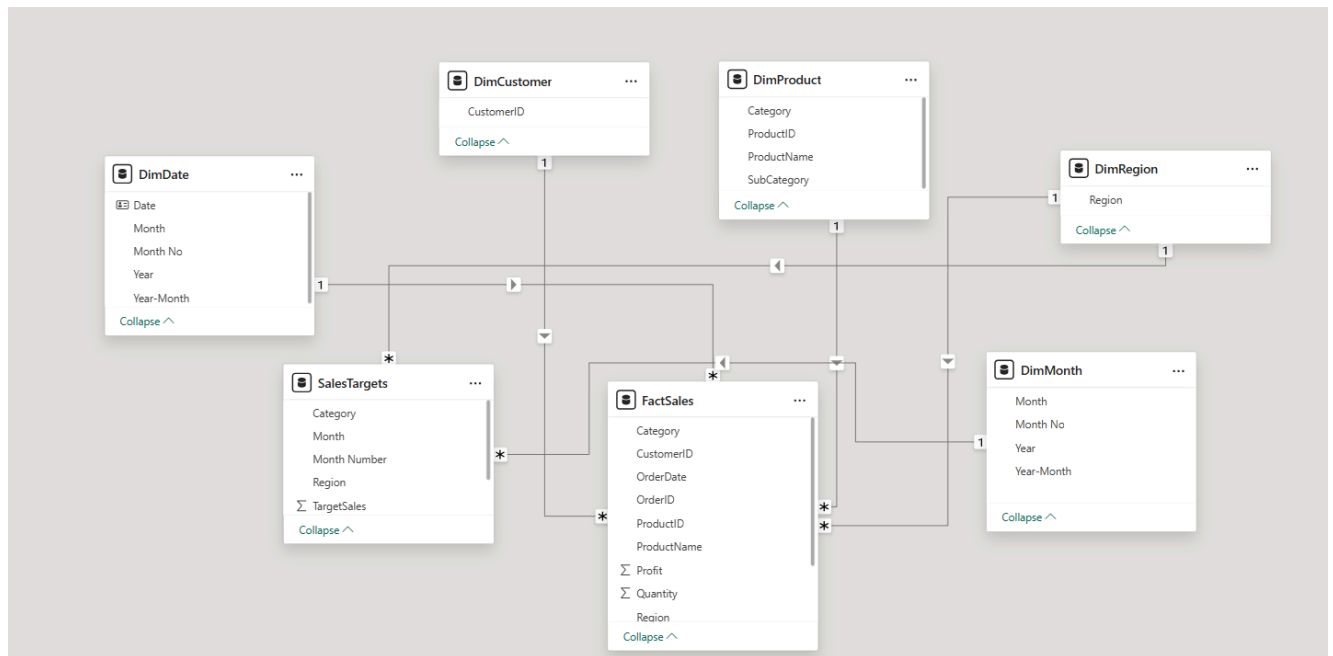 DimCustomer
CustomerID
Collapse
1
DimProduct
Category
ProductID
ProductName
SubCategory
Collapse
1
DimDate
Date
Month
Month No
Year
Year-Month
Collapse
1
DimRegion
Region
Collapse
1
1
*
SalesTargets
Category
Month
Month Number
Region
Σ TargetSales
Collapse
*
*
FactSales
Category
CustomerID
OrderDate
OrderID
ProductID
ProductName
Σ Profit
Σ Quantity
Region
Collapse
*
*
*
DimMonth
Month
Month No
Year
Year-Month
Collapse
1